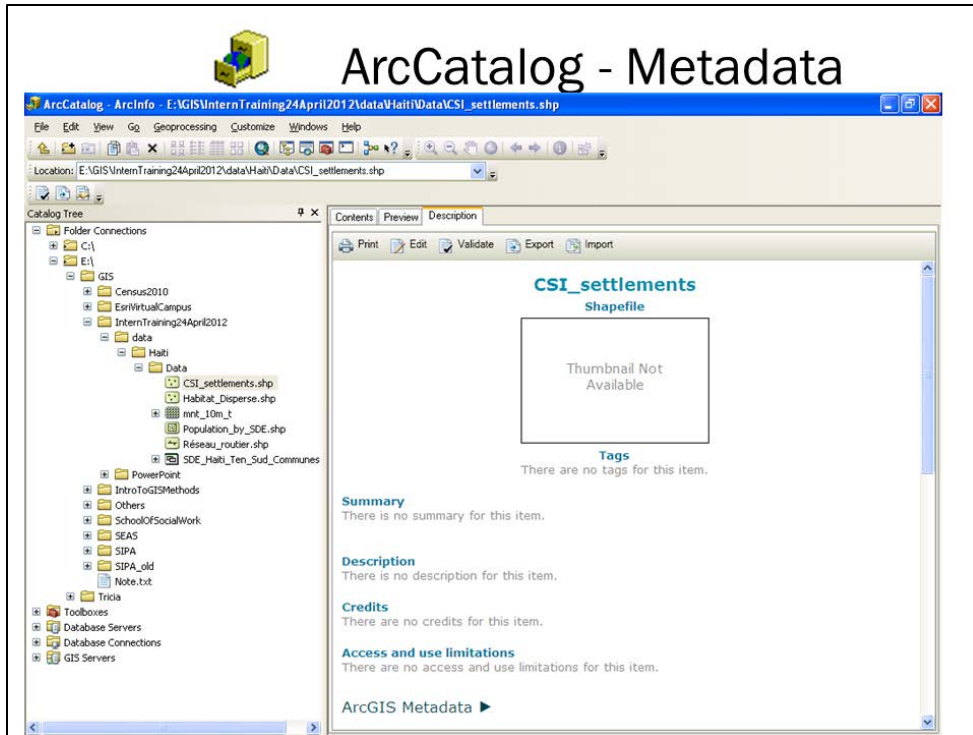 ArcCatalog - Metadata
ArcCatalog - ArcInfo - E:\GIS\InternTraining24April2012\data\Haiti\Data\CSI_settlements.shp
File Edit View Go Geoprocessing Customize Windows Help
Location: E:\GIS\InternTraining24April2012\data\Haiti\Data\CSI_settlements.shp
Catalog Tree
Folder Connections
C:\
E:\
GIS
Census2010
EsriVirtualCampus
InternTraining24April2012
data
Haiti
Data
CSI_settlements.shp
Habitat_Disperse.shp
mnt_10m_t
Population_by_SDE.shp
Réseau_routier.shp
SDE_Haiti_Ten_Sud_Communes
PowerPoint
IntroToGISMethods
Others
SchoolOfSocialWork
SEAS
SIPA
SIPA_old
Note.txt
Tricia
Toolboxes
Database Servers
Database Connections
GIS Servers
Contents Preview Description
Print Edit Validate Export Import
CSI_settlements
Shapefile
Thumbnail Not
Available
Tags
There are no tags for this item.
Summary
There is no summary for this item.
Description
There is no description for this item.
Credits
There are no credits for this item.
Access and use limitations
There are no access and use limitations for this item.
ArcGIS Metadata ▶